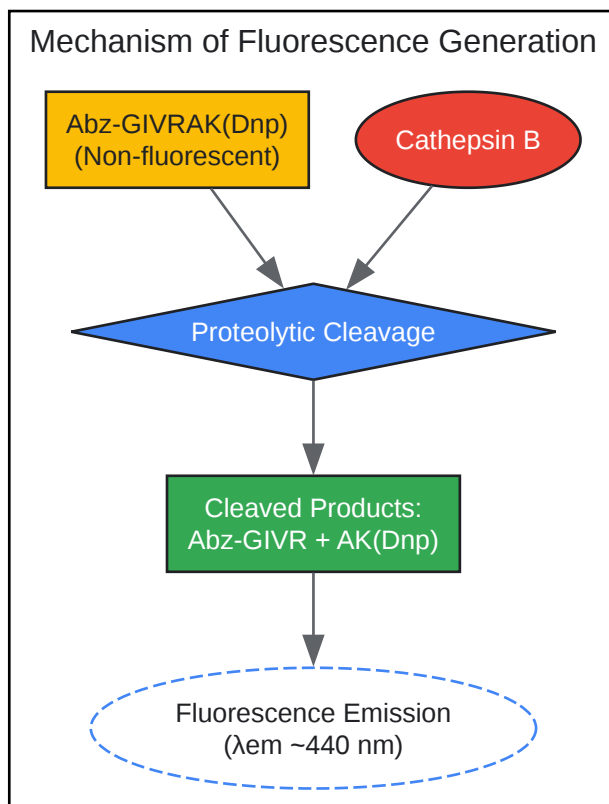 Mechanism of Fluorescence Generation
Abz-GIVRAK(Dnp)
(Non-fluorescent)
Cathepsin B
Proteolytic Cleavage
Cleaved Products:
Abz-GIVR + AK(Dnp)
Fluorescence Emission
(λem ~440 nm)